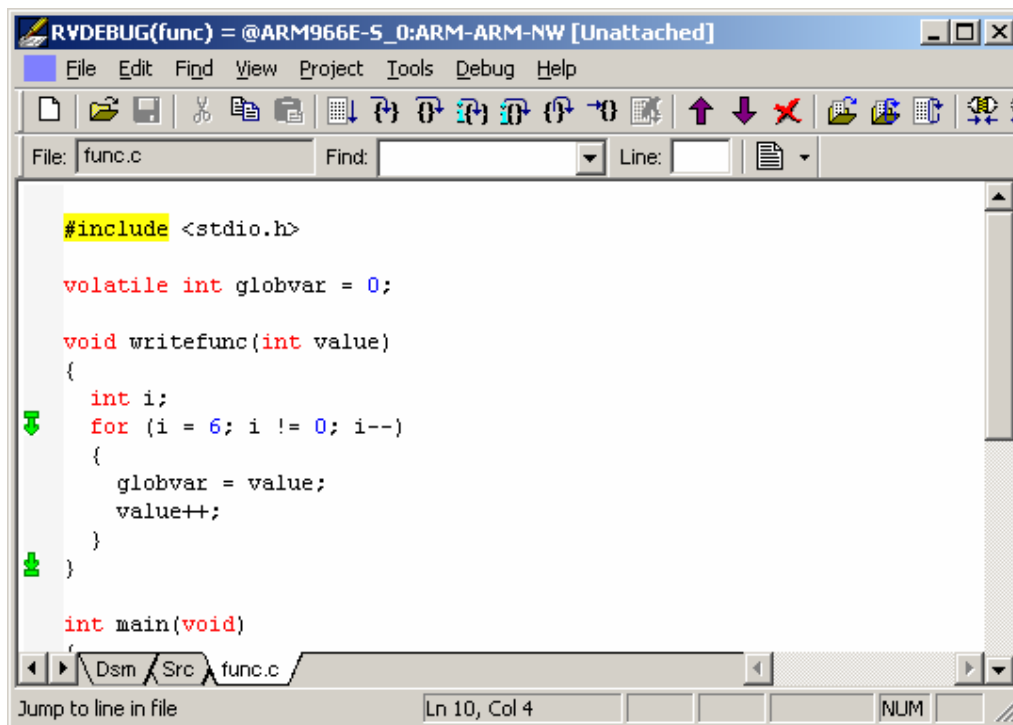 RVDEBUG(func) = @ARM966E-S_0:ARM-ARM-NW [Unattached]
File Edit Find View Project Tools Debug Help
File: func.c Find: Line:
#include <stdio.h>
volatile int globvar = 0;
void writefunc(int value)
{
int i;
for (i = 6; i != 0; i--)
{
globvar = value;
value++;
}
}
int main(void)
{
Dsm Src func.c
Jump to line in file Ln 10, Col 4 NUM